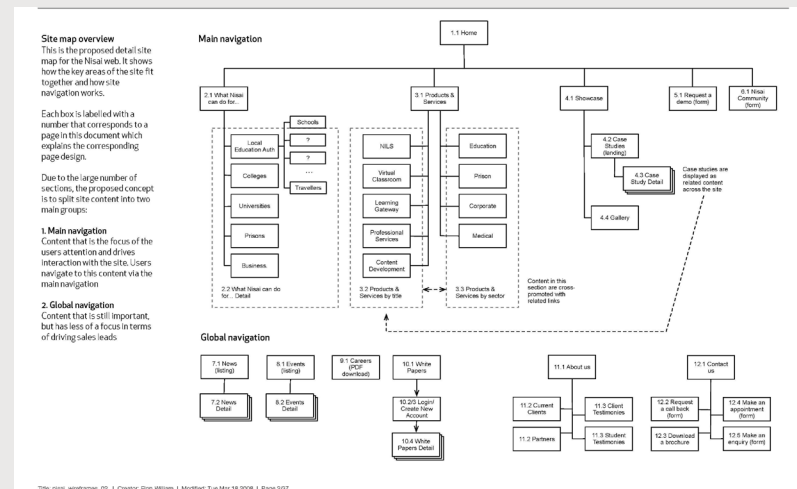 Site map overview
This is the proposed detail site
map for the Nisai web. It shows
how the key areas of the site fit
together and how site
navigation works.
Each box is labelled with a
number that corresponds to a
page in this document which
explains the corresponding
page design.
Due to the large number of
sections, the proposed concept
is to split site content into two
main groups:
1. Main navigation
Content that is the focus of the
users attention and drives
interaction with the site. Users
navigate to this content via the
main navigation
2. Global navigation
Content that is still important,
but has less of a focus in terms
of driving sales leads
Main navigation
1.1 Home
2.1 What Nisai
can do for...
3.1 Products &
Services
4.1 Showcase
5.1 Request a
demo (form)
6.1 Nisai
Community
(form)
Local
Education Auth
Schools
?
?
...
Travellers
Colleges
Universities
Prisons
Business
2.2 What Nisai can do
for... Detail
NILS
Virtual
Classroom
Learning
Gateway
Professional
Services
Content
Development
3.2 Products &
Services by title
Education
Prison
Corporate
Medical
3.3 Products &
Services by sector
Content in this
section are cross-
promoted with
related links
4.2 Case
Studies
(landing)
4.3 Case
Study Detail
4.4 Gallery
Case studies are
displayed as
related content
across the site
Global navigation
7.1 News
(listing)
7.2 News
Detail
8.1 Events
(listing)
8.2 Events
Detail
9.1 Careers
(PDF
download)
10.1 White
Papers
10.2/3 Login/
Create New
Account
10.4 White
Papers Detail
11.1 About us
11.2 Current
Clients
11.3 Client
Testimonies
11.2 Partners
11.3 Student
Testimonies
12.1 Contact
us
12.2 Request
a call back
(form)
12.4 Make an
appointment
(form)
12.3 Download
a brochure
12.5 Make an
enquiry (form)